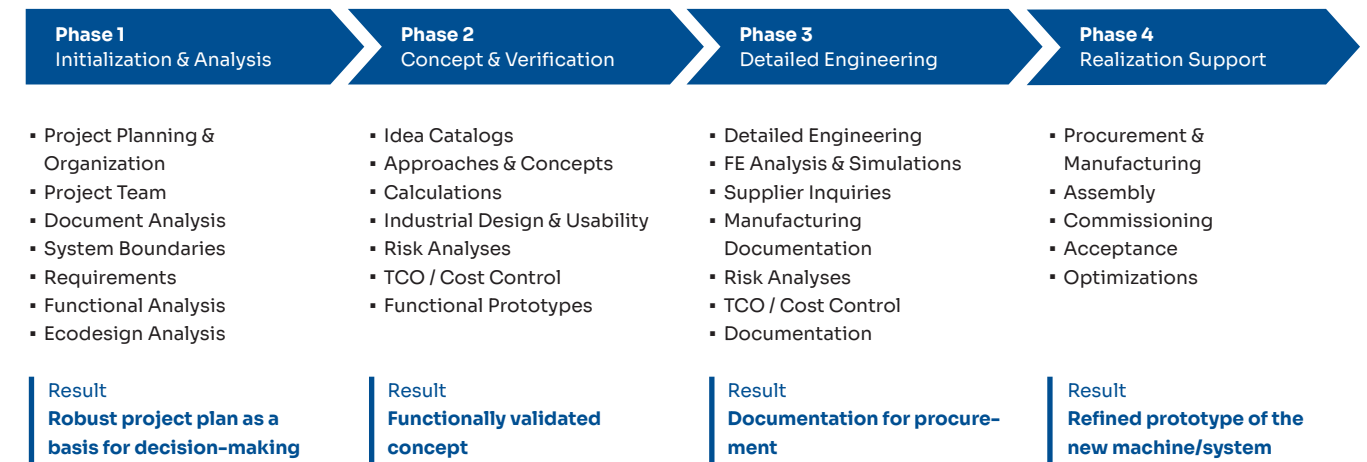 Phase 1
Initialization & Analysis
Phase 2
Concept & Verification
Phase 3
Detailed Engineering
Phase 4
Realization Support
▪ Project Planning &
Organization
▪ Project Team
▪ Document Analysis
▪ System Boundaries
▪ Requirements
▪ Functional Analysis
▪ Ecodesign Analysis
▪ Idea Catalogs
▪ Approaches & Concepts
▪ Calculations
▪ Industrial Design & Usability
▪ Risk Analyses
▪ TCO / Cost Control
▪ Functional Prototypes
▪ Detailed Engineering
▪ FE Analysis & Simulations
▪ Supplier Inquiries
▪ Manufacturing
Documentation
▪ Risk Analyses
▪ TCO / Cost Control
▪ Documentation
▪ Procurement &
Manufacturing
▪ Assembly
▪ Commissioning
▪ Acceptance
▪ Optimizations
Result
Robust project plan as a
basis for decision-making
Result
Functionally validated
concept
Result
Documentation for procure-
ment
Result
Refined prototype of the
new machine/system